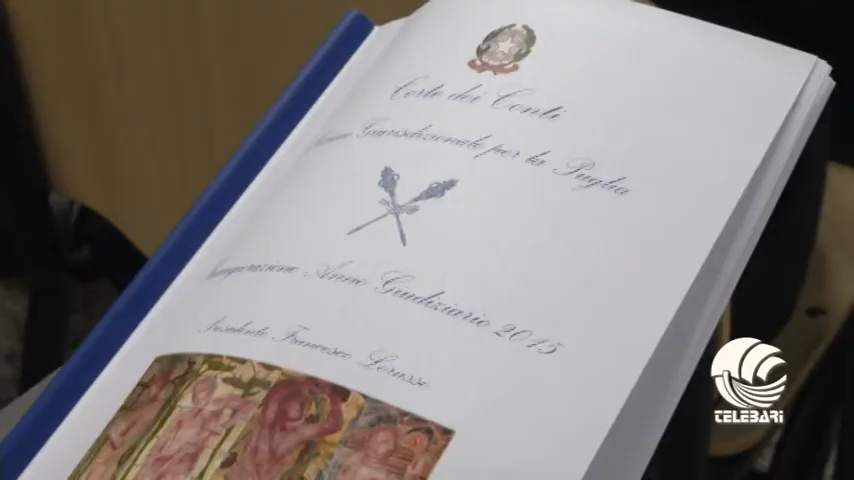 Corte dei Conti
Sezione Giurisdizionale per la Puglia
Inaugurazione Anno Giudiziario 2015
Presidente Francesco Lorusso
TELEBARI